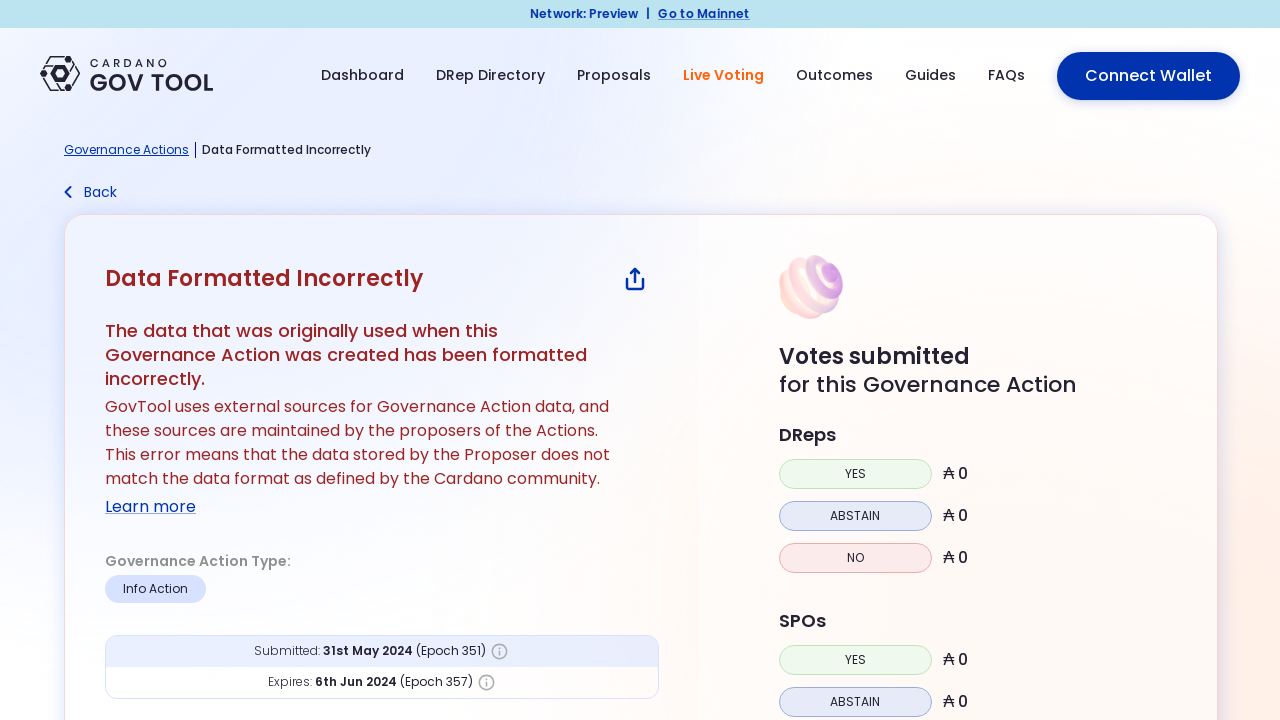 Network: Preview | Go to Mainnet
CARDANO
GOV TOOL
Dashboard DRep Directory Proposals Live Voting Outcomes Guides FAQs Connect Wallet
Governance Actions | Data Formatted Incorrectly
Back
Data Formatted Incorrectly
The data that was originally used when this
Governance Action was created has been formatted
incorrectly.
GovTool uses external sources for Governance Action data, and
these sources are maintained by the proposers of the Actions.
This error means that the data stored by the Proposer does not
match the data format as defined by the Cardano community.
Learn more
Governance Action Type:
Info Action
Submitted: 31st May 2024 (Epoch 351)
Expires: 6th Jun 2024 (Epoch 357)
Votes submitted
for this Governance Action
DReps
YES ₳ 0
ABSTAIN ₳ 0
NO ₳ 0
SPOs
YES ₳ 0
ABSTAIN ₳ 0